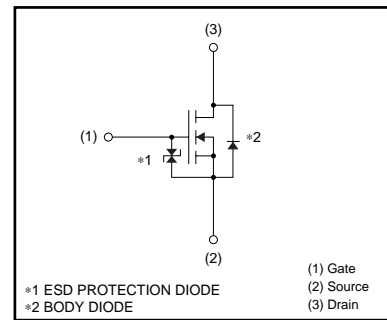 (3)
(1)
∗1
∗2
(2)
∗1 ESD PROTECTION DIODE
∗2 BODY DIODE
(1) Gate
(2) Source
(3) Drain